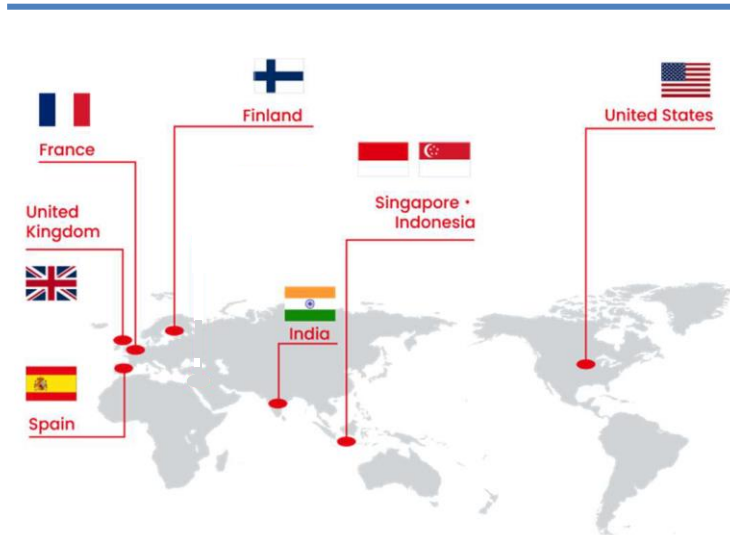 Finland
United States
France
Singapore・
Indonesia
United
Kingdom
India
Spain